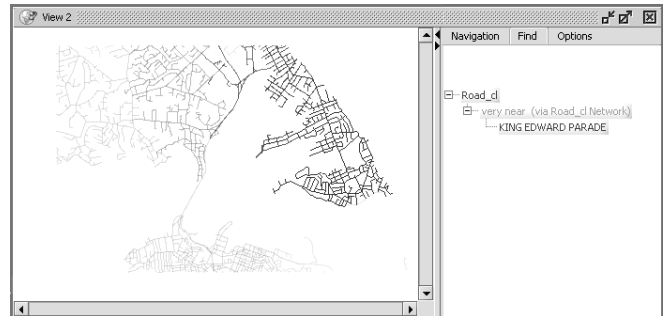 View 2
Navigation Find Options
Road_cl
very near (via Road_cl Network)
KING EDWARD PARADE